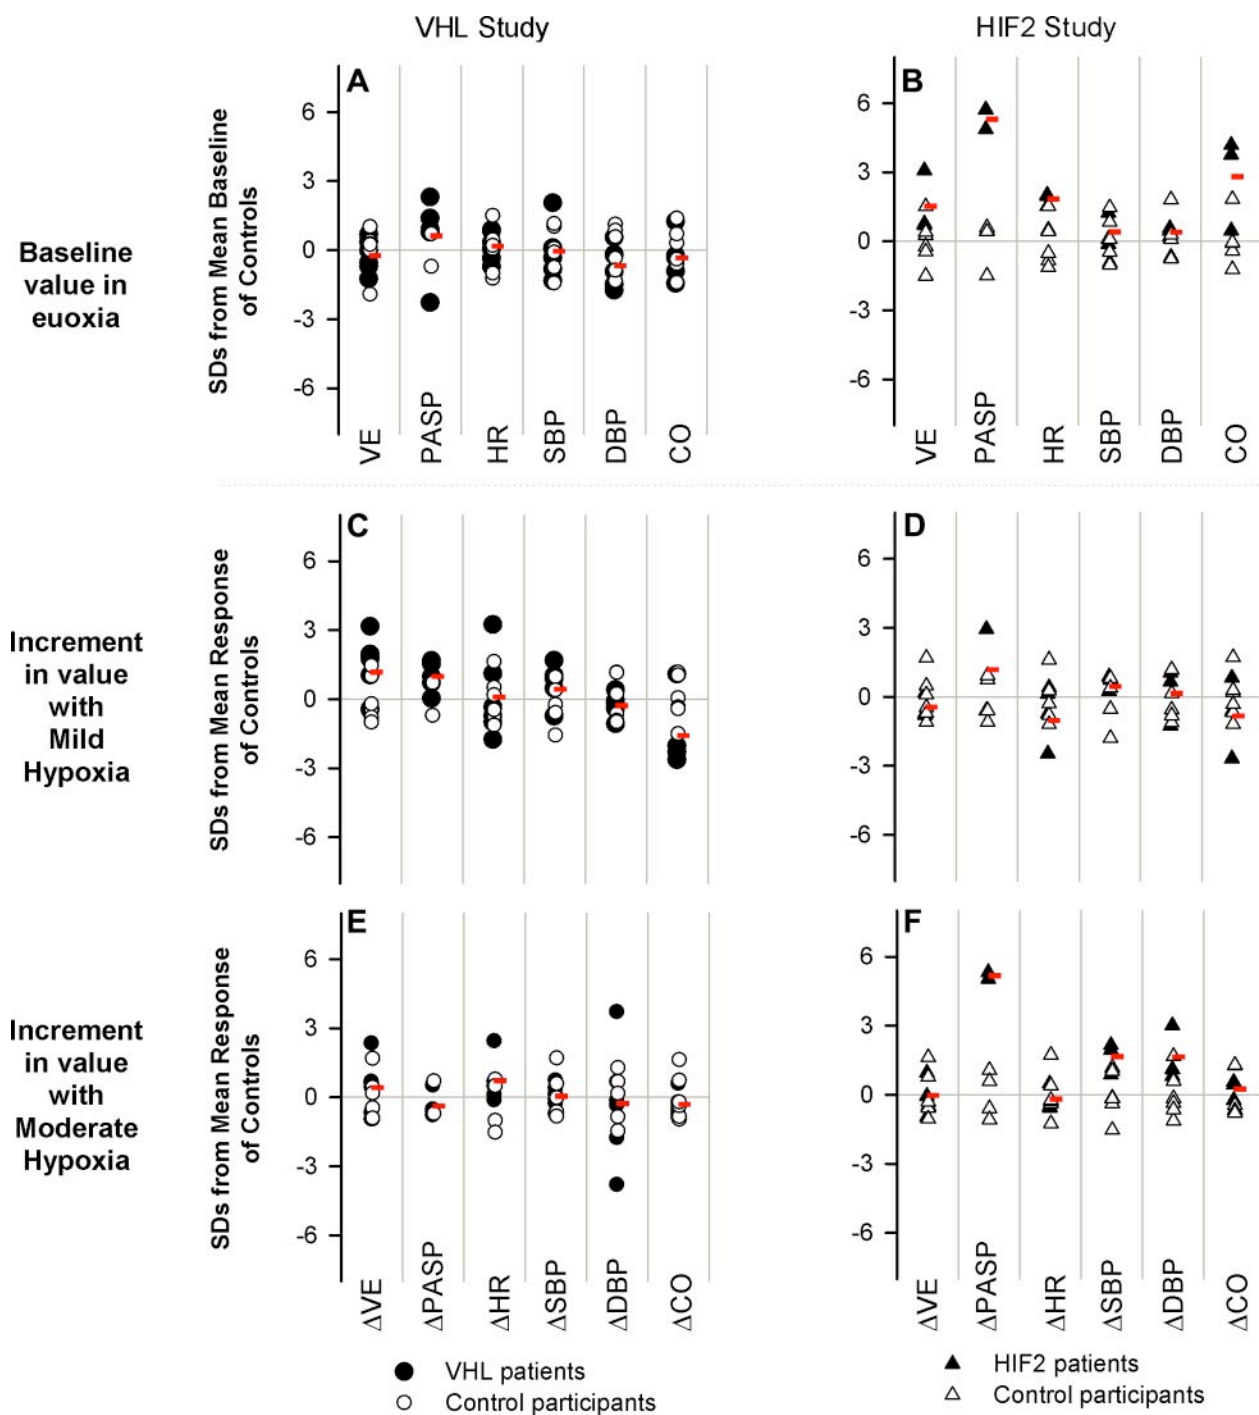 VHL Study
HIF2 Study
A
B
Baseline
value in
euoxia
SDs from Mean Baseline
of Controls
6
3
0
-3
-6
6
3
0
-3
-6
VE
PASP
HR
SBP
DBP
CO
VE
PASP
HR
SBP
DBP
CO
C
D
Increment
in value
with
Mild
Hypoxia
SDs from Mean Response
of Controls
6
3
0
-3
-6
6
3
0
-3
-6
E
F
Increment
in value
with
Moderate
Hypoxia
SDs from Mean Response
of Controls
6
3
0
-3
-6
6
3
0
-3
-6
ΔVE
ΔPASP
ΔHR
ΔSBP
ΔDBP
ΔCO
ΔVE
ΔPASP
ΔHR
ΔSBP
ΔDBP
ΔCO
VHL patients
Control participants
HIF2 patients
Control participants